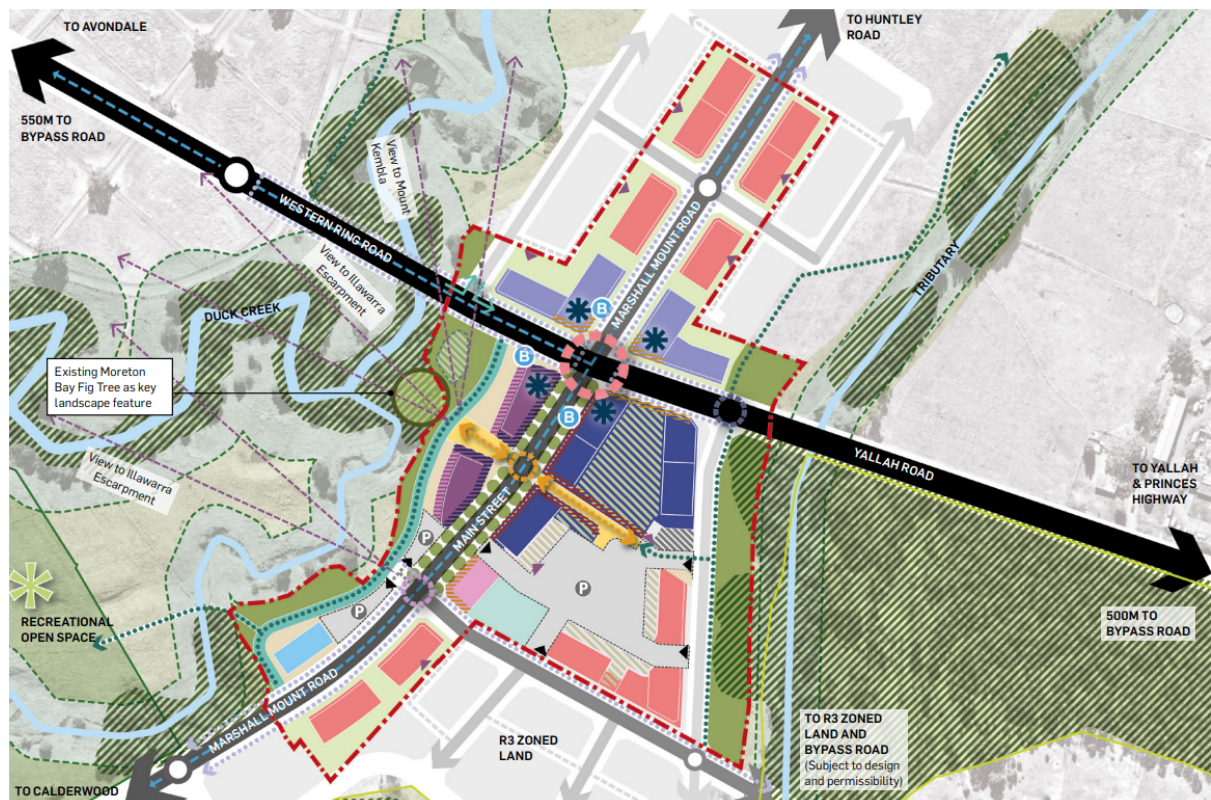 TO AVONDALE
TO HUNTLEY
ROAD
550M TO
BYPASS ROAD
View to Mount
Kembla
WESTERN RING ROAD
MARSHALL MOUNT ROAD
TRIBUTARY
View to Illawarra
Escarpment
DUCK CREEK
B
B
B
Existing Moreton
Bay Fig Tree as key
landscape feature
View to Illawarra
Escarpment
YALLAH ROAD
TO YALLAH
& PRINCES
HIGHWAY
MAIN STREET
P
P
P
RECREATIONAL
OPEN SPACE
500M TO
BYPASS ROAD
MARSHALL MOUNT ROAD
R3 ZONED
LAND
TO R3 ZONED
LAND AND
BYPASS ROAD
(Subject to design
and permissibility)
TO CALDERWOOD